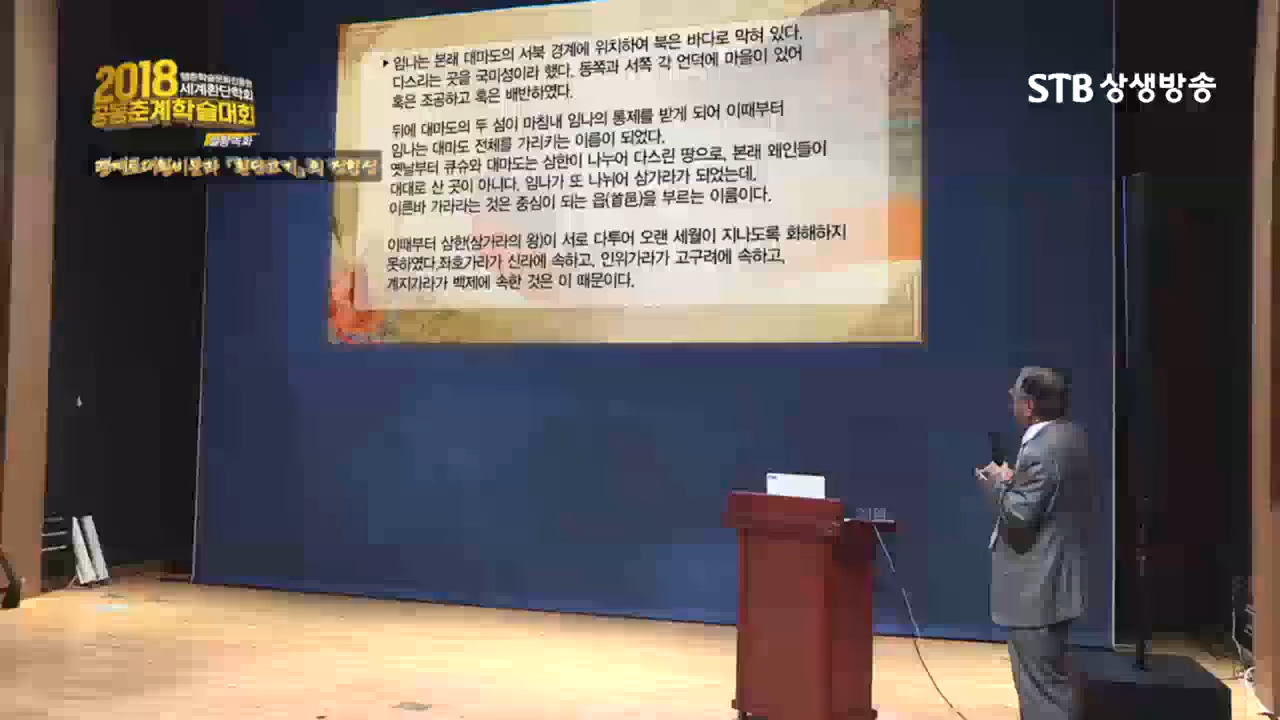 2018
세계환단학회
공동춘계학술대회
STB 상생방송
▸임나는 본래 대마도의 서북 경계에 위치하여 북은 바다로 막혀 있다.
다스리는 곳을 국미성이라 했다. 동쪽과 서쪽 각 언덕에 마을이 있어
혹은 조공하고 혹은 배반하였다.
뒤에 대마도의 두 섬이 마침내 임나의 통제를 받게 되어 이때부터
임나는 대마도 전체를 가리키는 이름이 되었다.
옛날부터 큐슈와 대마도는 삼한이 나누어 다스린 땅으로, 본래 왜인들이
대대로 산 곳이 아니다. 임나가 또 나뉘어 삼가라가 되었는데,
이른바 가라라는 것은 중심이 되는 읍(首邑)을 부르는 이름이다.
이때부터 삼한(삼가라의 왕)이 서로 다투어 오랜 세월이 지나도록 화해하지
못하였다.좌호가라가 신라에 속하고, 인위가라가 고구려에 속하고,
계지가라가 백제에 속한 것은 이 때문이다.